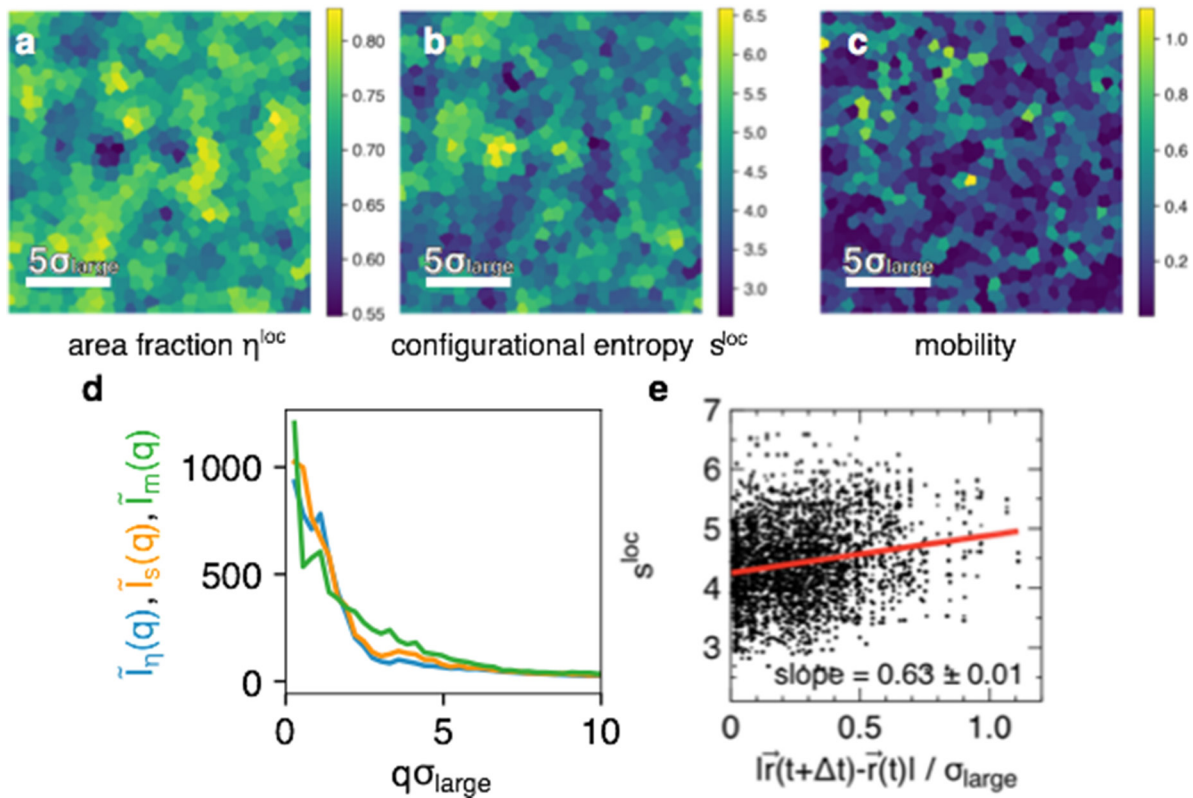 a
b
c
0.80
0.75
0.70
0.65
0.60
0.55
6.5
6.0
5.5
5.0
4.5
4.0
3.5
3.0
1.0
0.8
0.6
0.4
0.2
5σlarge
5σlarge
5σlarge
area fraction ηˡᵒᶜ
configurational entropy sˡᵒᶜ
mobility
d
e
Ĩη(q), Ĩs(q), Ĩm(q)
1000
500
0
0
5
10
qσlarge
sˡᵒᶜ
7
6
5
4
3
slope = 0.63 ± 0.01
0
0.5
1.0
|r⃗(t+Δt)-r⃗(t)| / σlarge